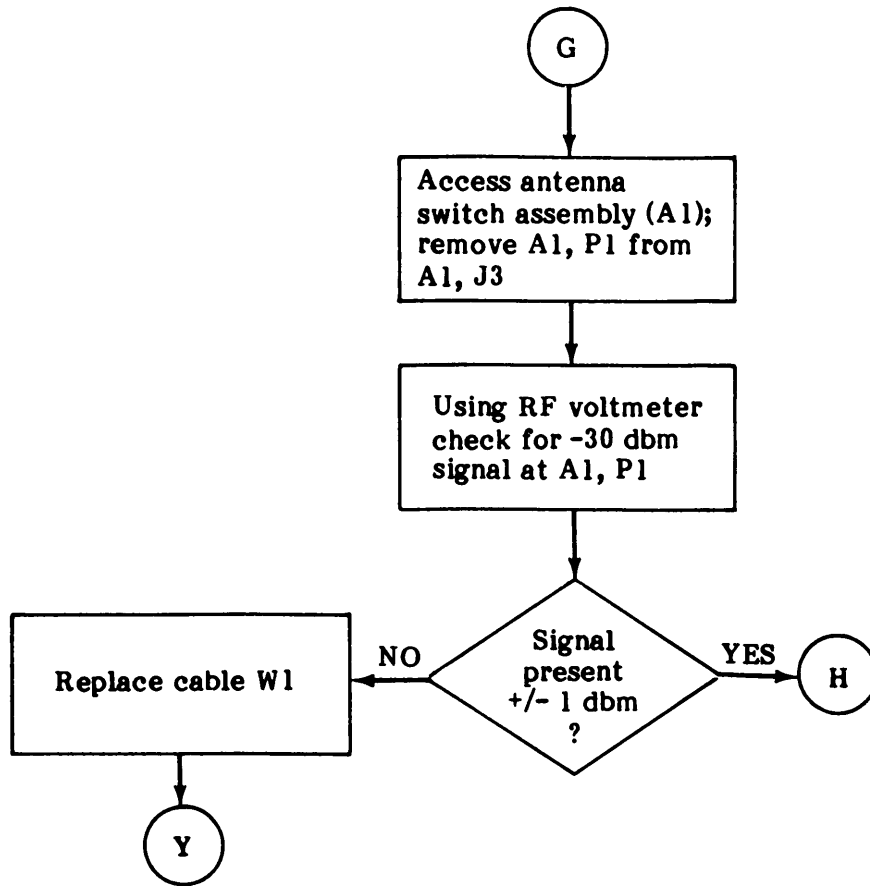 G
Access antenna
switch assembly (A1);
remove A1, P1 from
A1, J3
Using RF voltmeter
check for -30 dbm
signal at A1, P1
Signal
present
+/- 1 dbm
?
NO
YES
Replace cable W1
H
Y